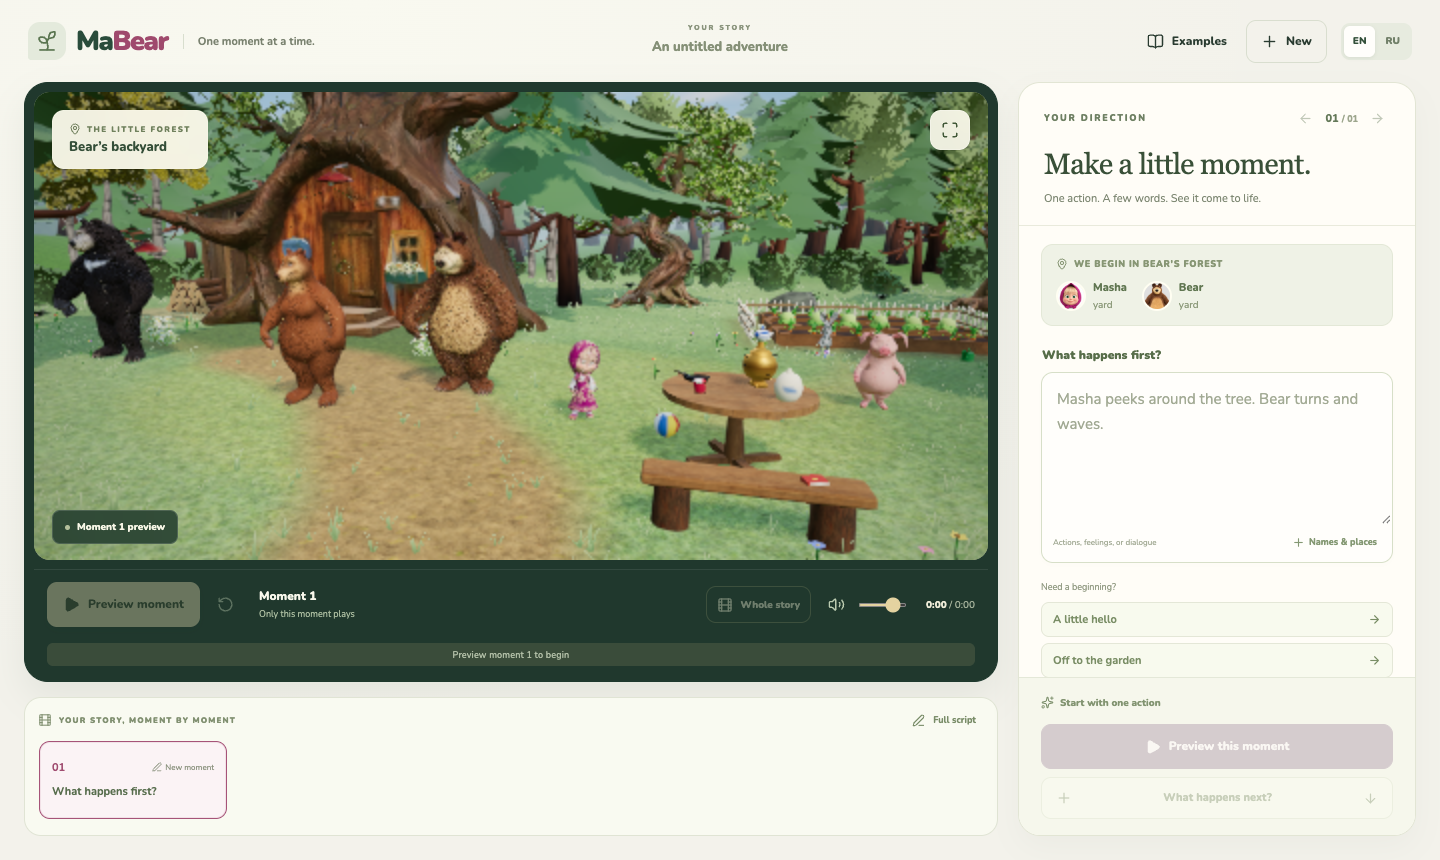 MaBear
One moment at a time.
YOUR STORY
An untitled adventure
Examples
New
EN
RU
THE LITTLE FOREST
Bear's backyard
Moment 1 preview
Preview moment
Moment 1
Only this moment plays
Whole story
0:00 / 0:00
Preview moment 1 to begin
YOUR STORY, MOMENT BY MOMENT
Full script
01
New moment
What happens first?
YOUR DIRECTION
01 / 01
Make a little moment.
One action. A few words. See it come to life.
WE BEGIN IN BEAR'S FOREST
Masha
yard
Bear
yard
What happens first?
Masha peeks around the tree. Bear turns and
waves.
Actions, feelings, or dialogue
Names & places
Need a beginning?
A little hello
Off to the garden
Start with one action
Preview this moment
What happens next?